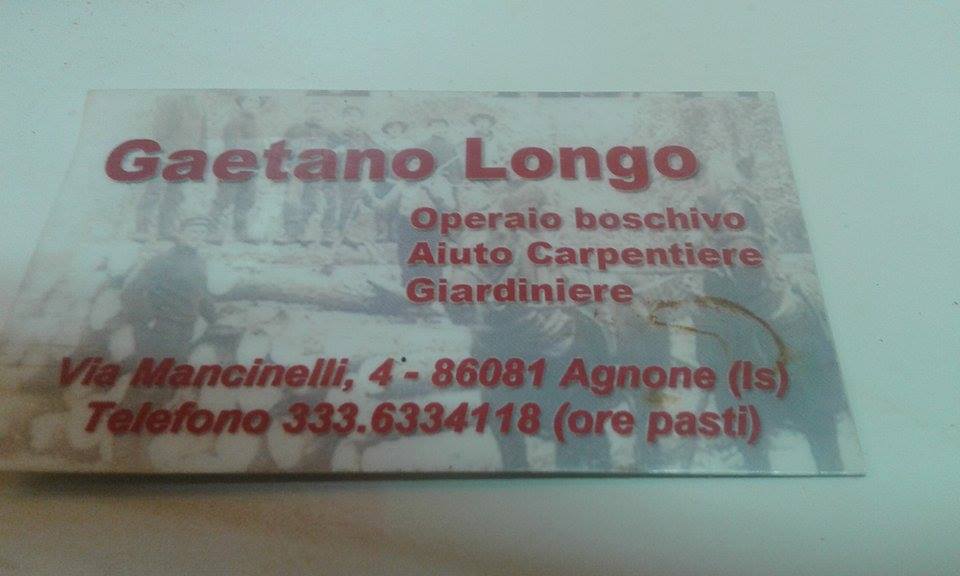 Gaetano Longo
Operaio boschivo
Aiuto Carpentiere
Giardiniere
Via Mancinelli, 4 - 86081 Agnone (Is)
Telefono 333.6334118 (ore pasti)